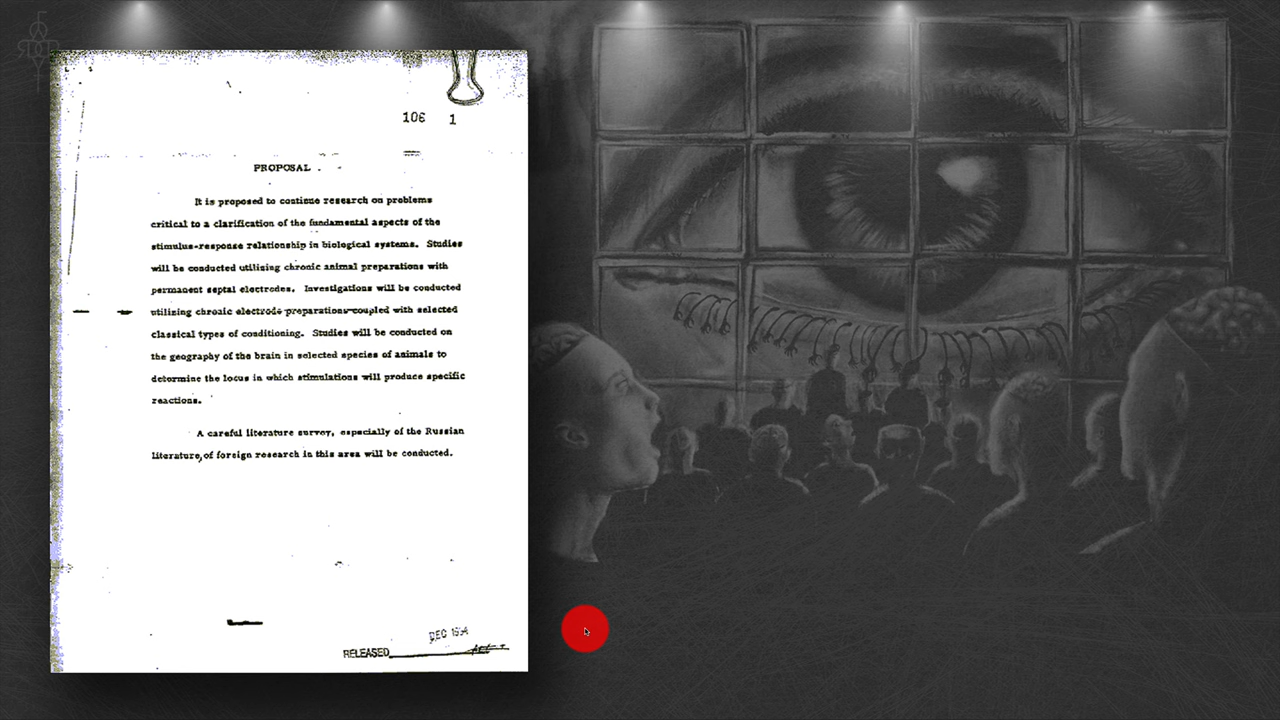 106 1
PROPOSAL
It is proposed to continue research on problems
critical to a clarification of the fundamental aspects of the
stimulus-response relationship in biological systems. Studies
will be conducted utilizing chronic animal preparations with
permanent septal electrodes. Investigations will be conducted
utilizing chronic electrode preparations coupled with selected
classical types of conditioning. Studies will be conducted on
the geography of the brain in selected species of animals to
determine the locus in which stimulations will produce specific
reactions.
A careful literature survey, especially of the Russian
literature, of foreign research in this area will be conducted.
DEC 1954
RELEASED